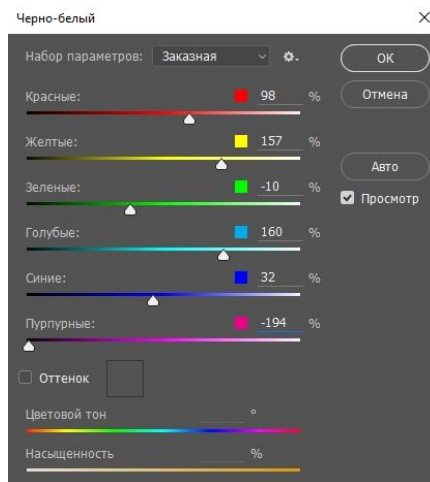 Черно-белый
Набор параметров: Заказная
OK
Красные: 98 %
Отмена
Желтые: 157 %
Авто
Зеленые: -10 %
Просмотр
Голубые: 160 %
Синие: 32 %
Пурпурные: -194 %
Оттенок
Цветовой тон °
Насыщенность %